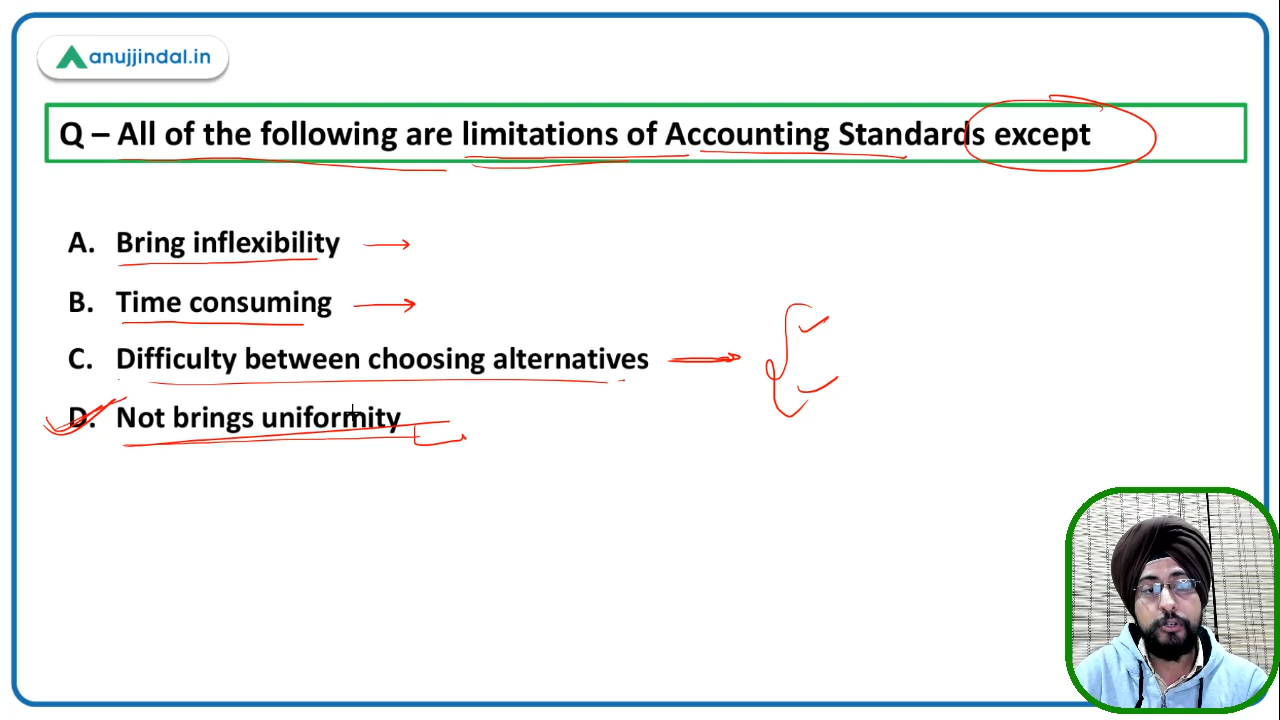 anujjindal.in
Q – All of the following are limitations of Accounting Standards except
A. Bring inflexibility
B. Time consuming
C. Difficulty between choosing alternatives
D. Not brings uniformity